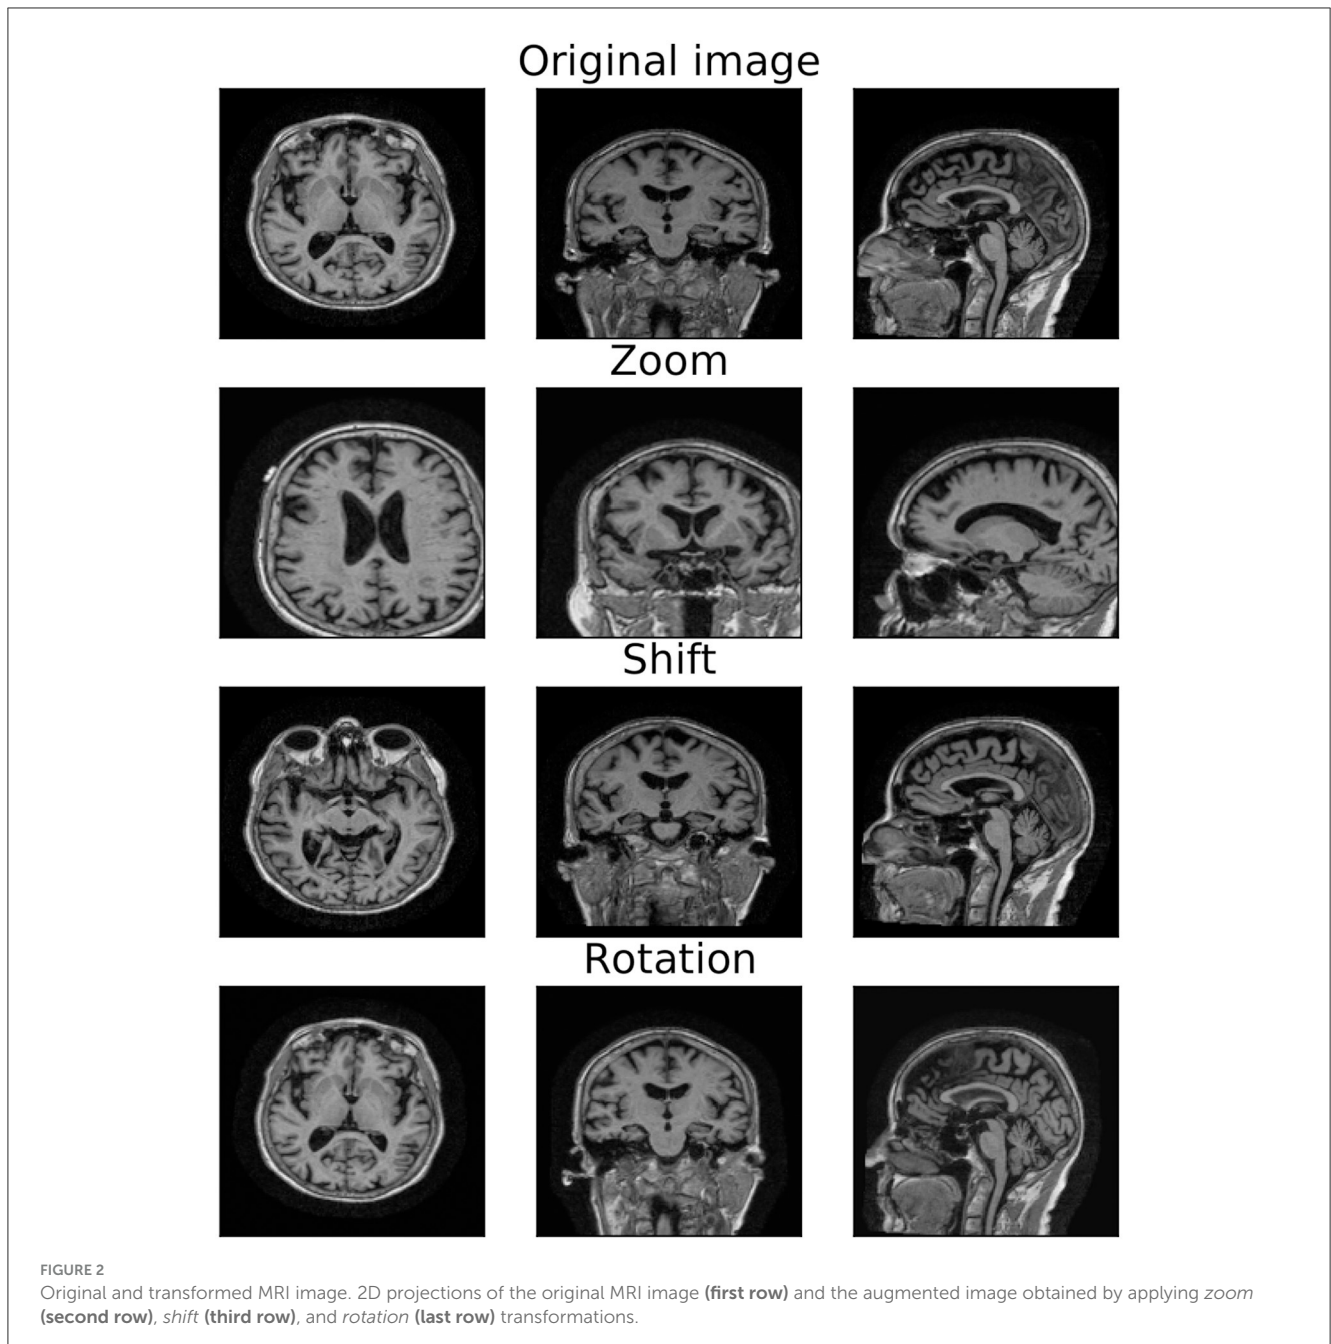 Original image
Zoom
Shift
Rotation
FIGURE 2
Original and transformed MRI image. 2D projections of the original MRI image (first row) and the augmented image obtained by applying zoom
(second row), shift (third row), and rotation (last row) transformations.